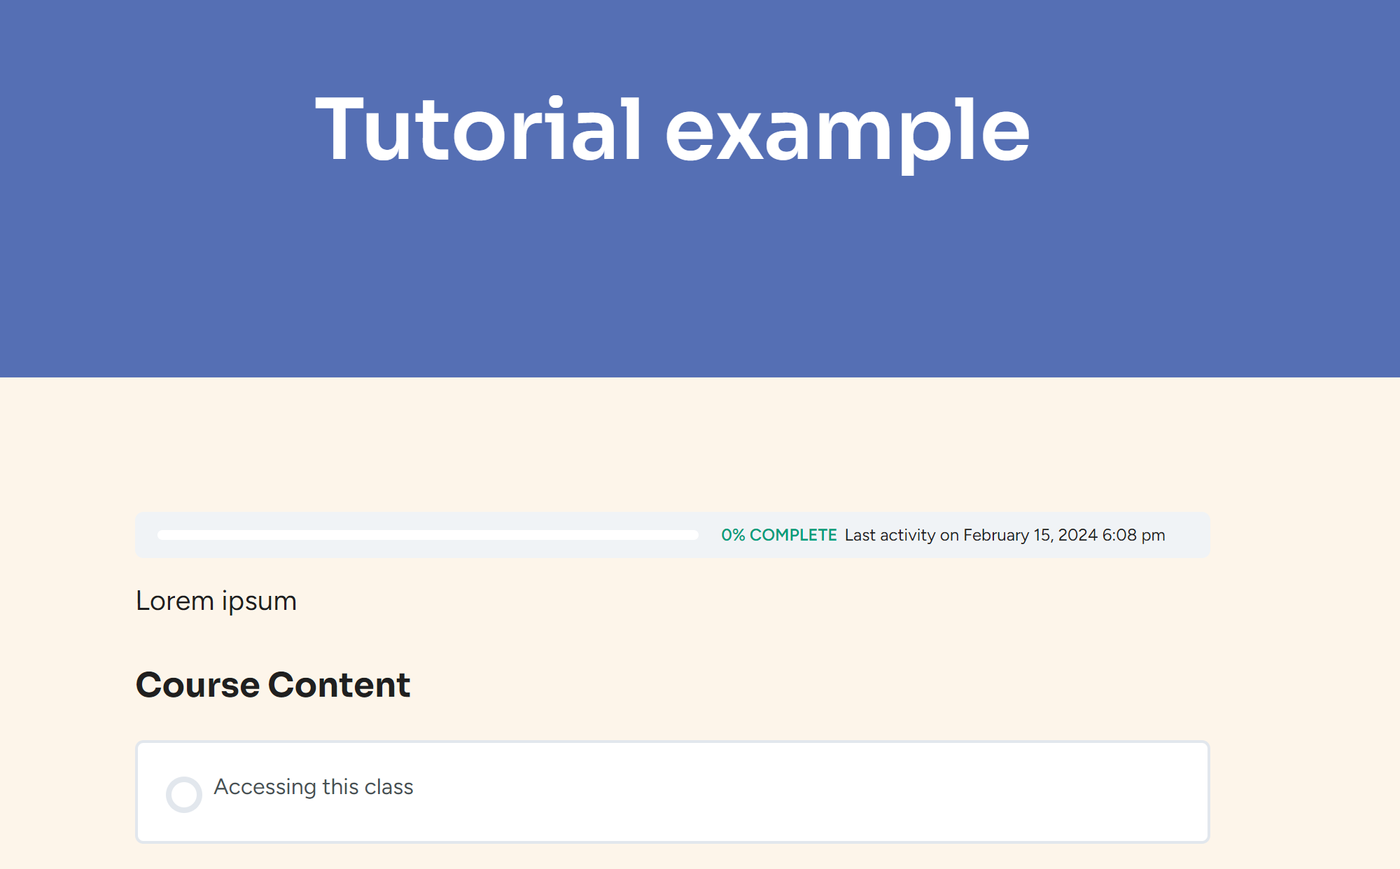 Tutorial example
0% COMPLETE Last activity on February 15, 2024 6:08 pm
Lorem ipsum
Course Content
Accessing this class